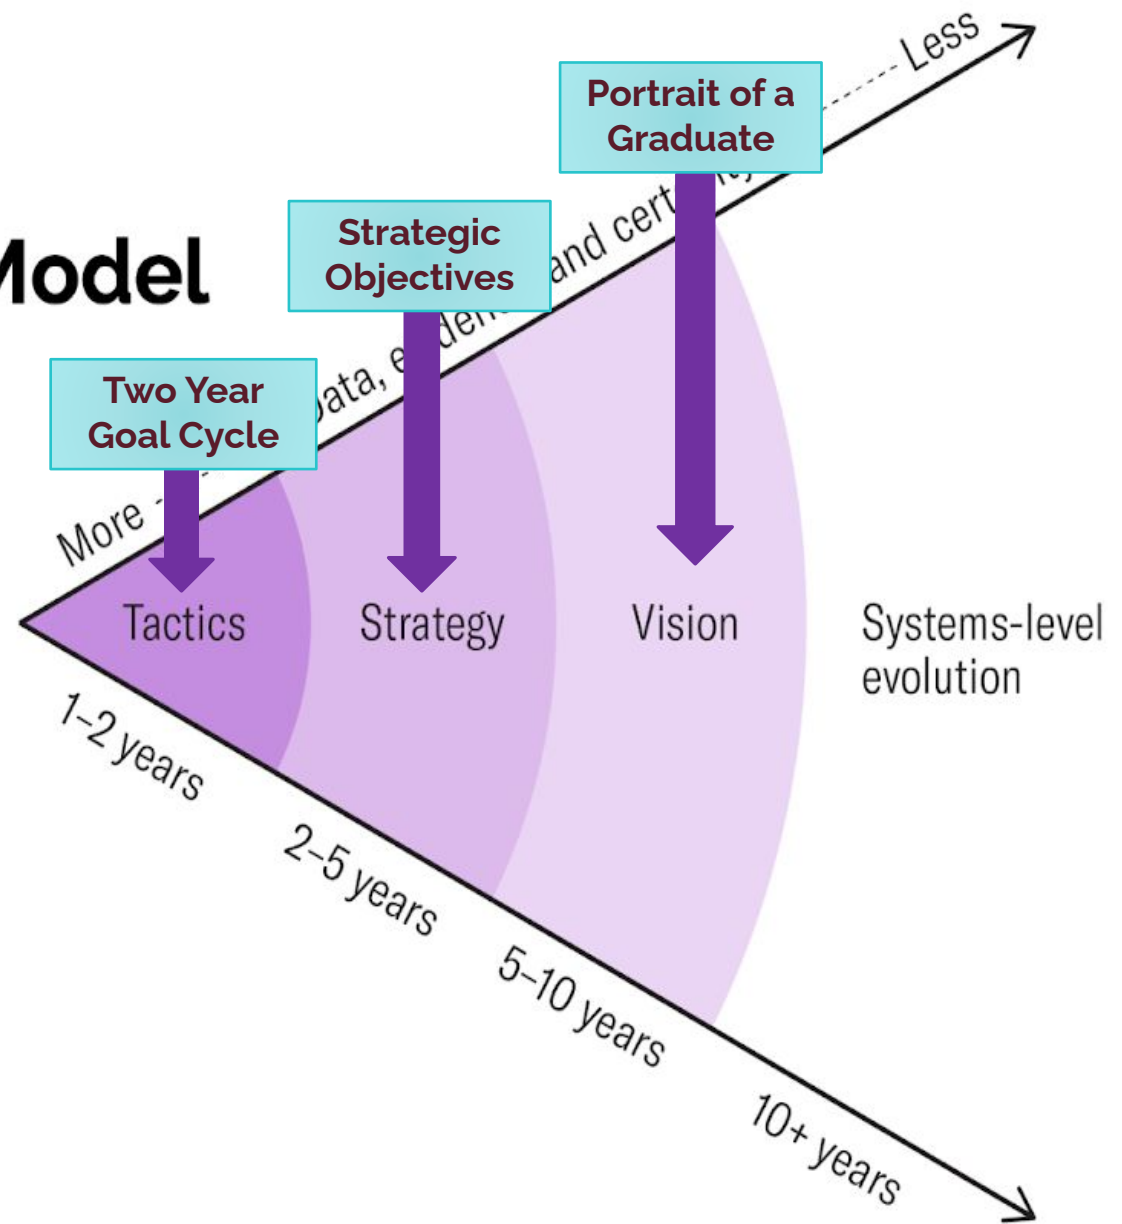 Model
Portrait of a
Graduate
Strategic
Objectives
Two Year
Goal Cycle
More
and
Less
Tactics
Strategy
Vision
Systems-level
evolution
1–2 years
2–5 years
5–10 years
10+ years